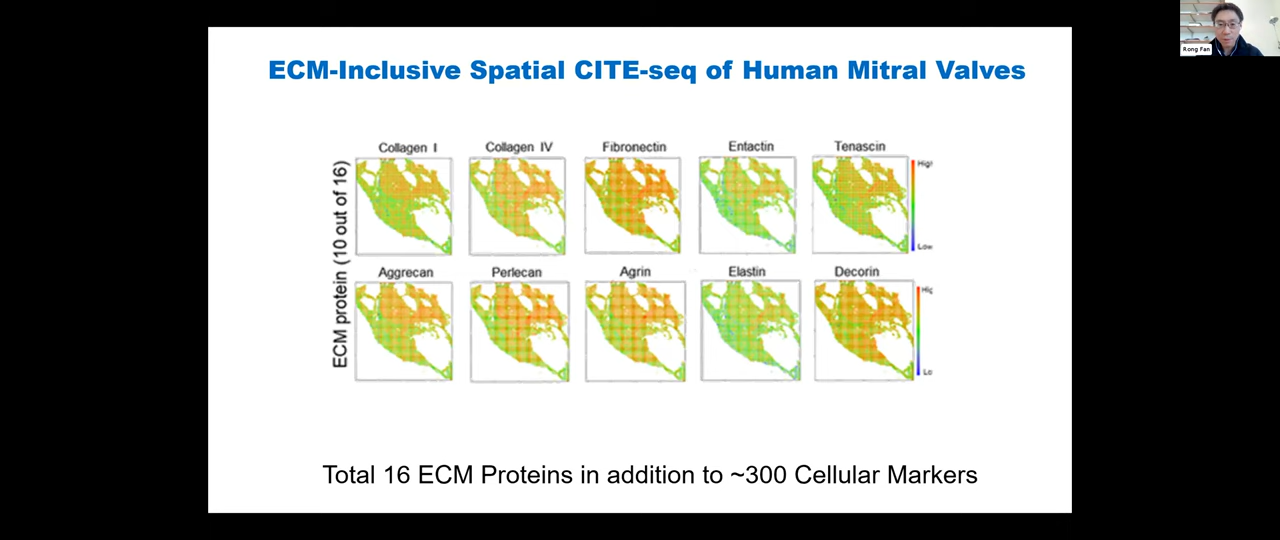 Rong Fan
ECM-Inclusive Spatial CITE-seq of Human Mitral Valves
ECM protein (10 out of 16)
Collagen I
Collagen IV
Fibronectin
Entactin
Tenascin
High
Low
Aggrecan
Perlecan
Agrin
Elastin
Decorin
Hig
Lo
Total 16 ECM Proteins in addition to ~300 Cellular Markers